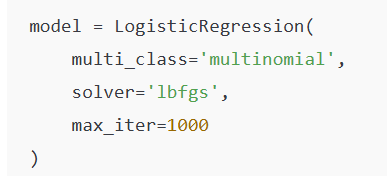 model = LogisticRegression(
    multi_class='multinomial',
    solver='lbfgs',
    max_iter=1000
)